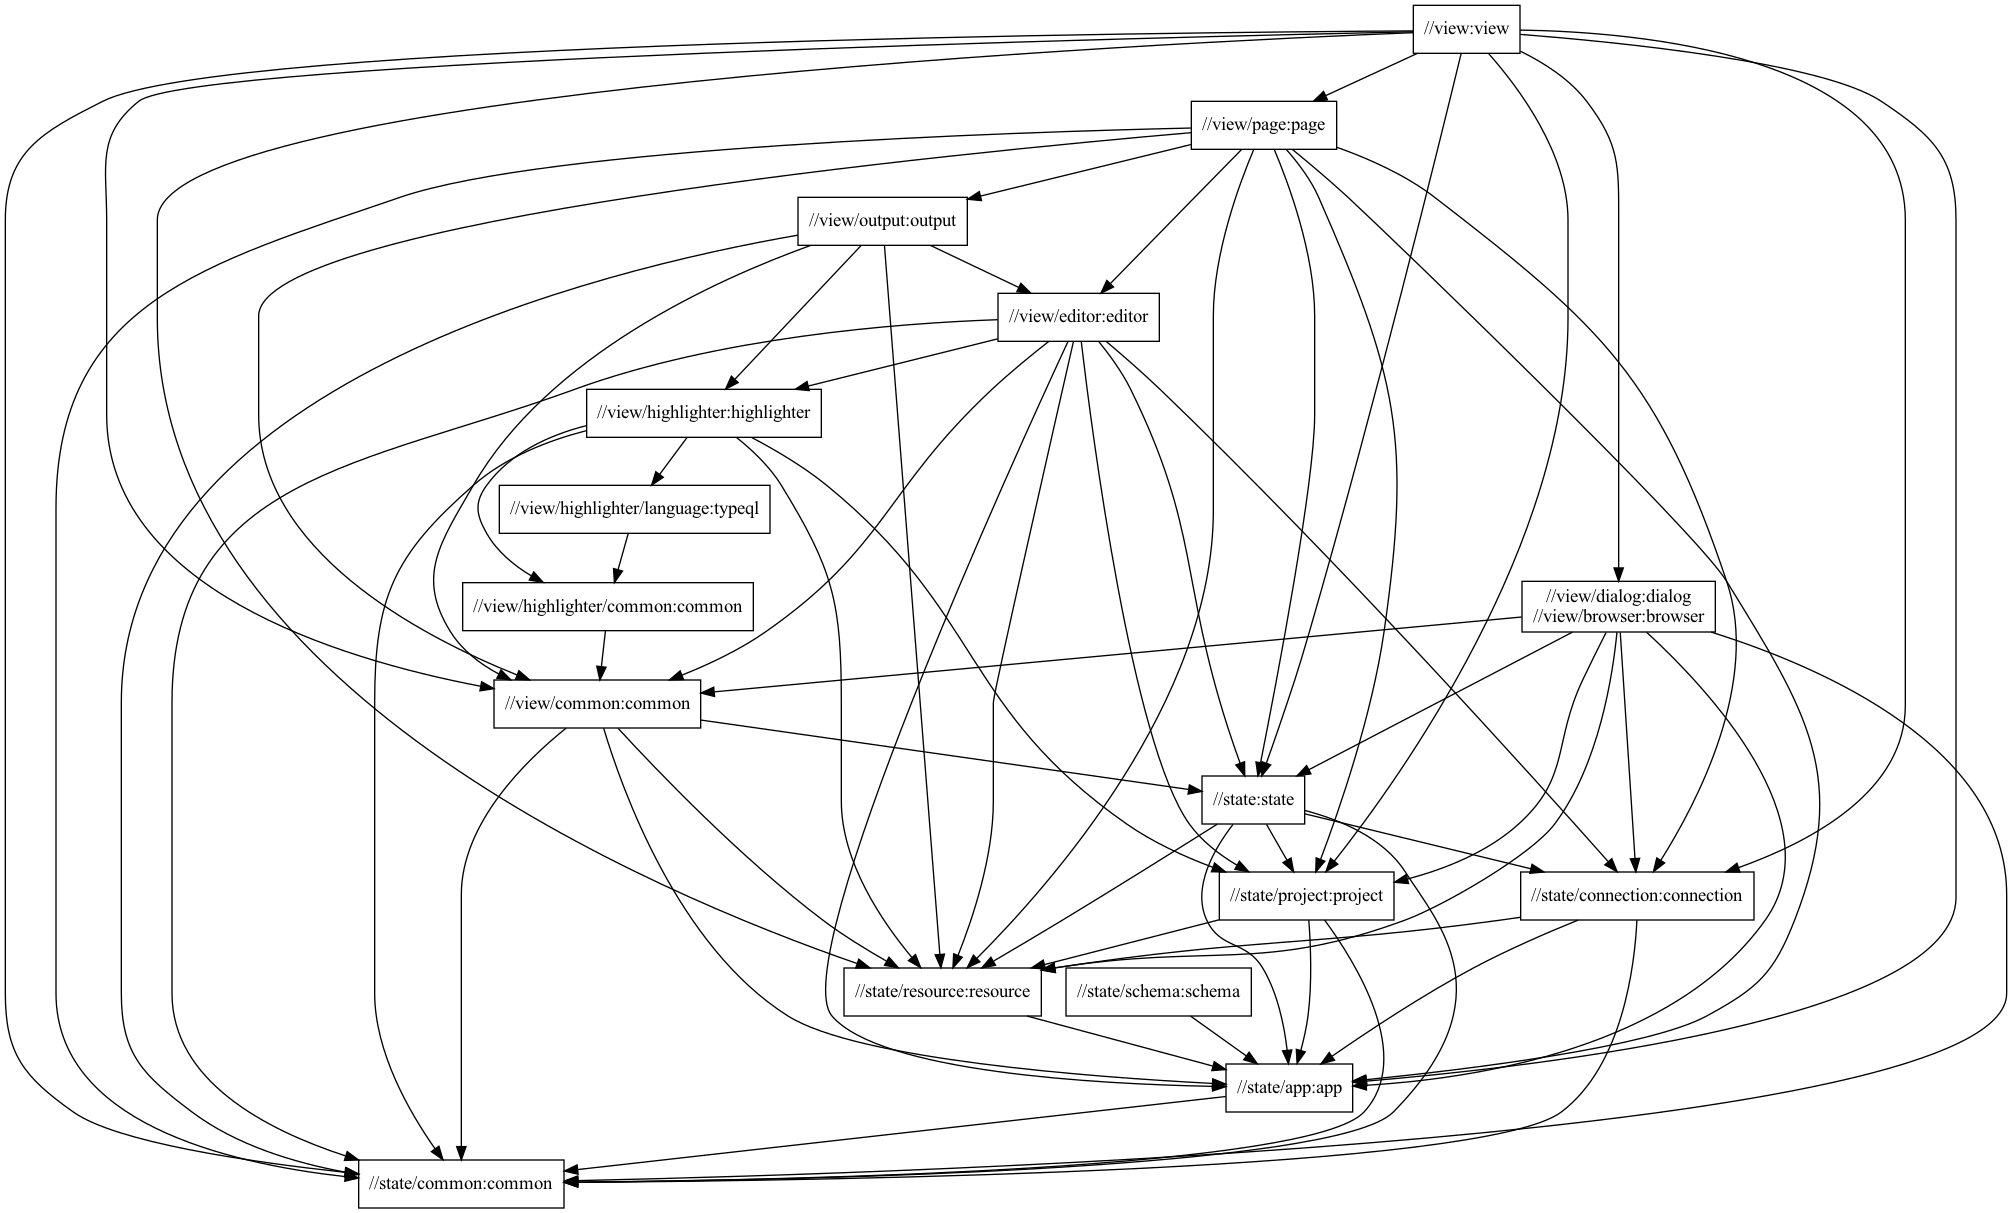 //view:view
//view/page:page
//view/output:output
//view/editor:editor
//view/highlighter:highlighter
//view/highlighter/language:typeql
//view/highlighter/common:common
//view/dialog:dialog
//view/browser:browser
//view/common:common
//state:state
//state/project:project
//state/connection:connection
//state/resource:resource
//state/schema:schema
//state/app:app
//state/common:common